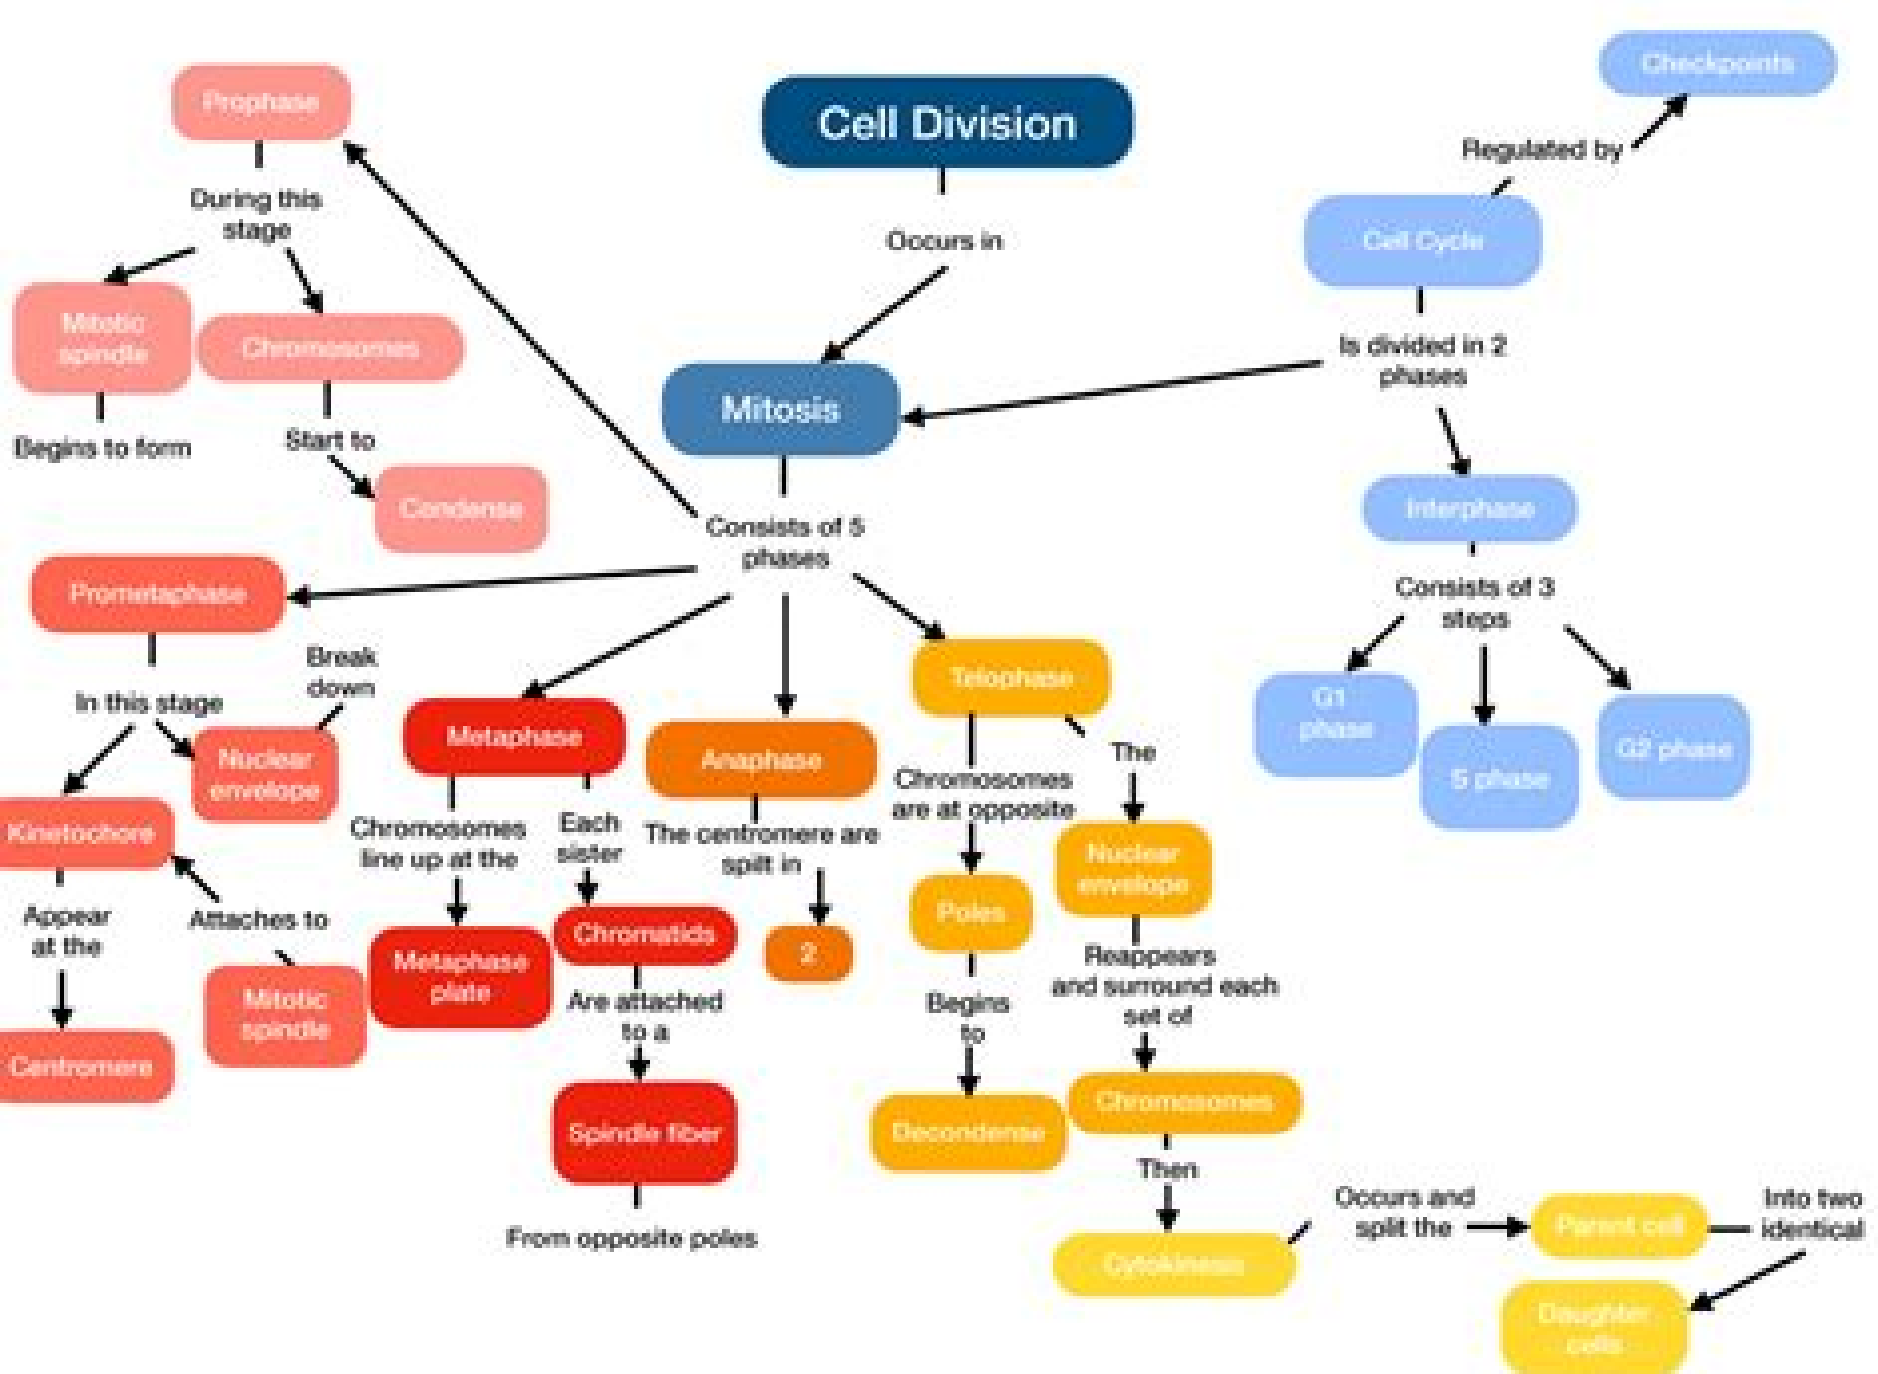 Cell Division
Occurs in
Mitosis
Consists of 5
phases
Prophase
During this
stage
Mitotic
spindle
Begins to form
Chromosomes
Start to
Condense
Prometaphase
In this stage
Kinetochore
Appear
at the
Centromere
Nuclear
envelope
Break
down
Attaches to
Mitotic
spindle
Metaphase
Chromosomes
line up at the
Metaphase
plate
Each
sister
Chromatids
Are attached
to a
Spindle fiber
From opposite poles
Anaphase
The centromere are
spilt in
2
Telophase
Chromosomes
are at opposite
Poles
Begins
to
Decondense
The
Nuclear
envelope
Reappears
and surround each
set of
Chromosomes
Then
Cytokinesis
Occurs and
split the
Parent cell
Into two
identical
Daughter
cells
Checkpoints
Regulated by
Cell Cycle
Is divided in 2
phases
Interphase
Consists of 3
steps
G1
phase
S phase
G2 phase